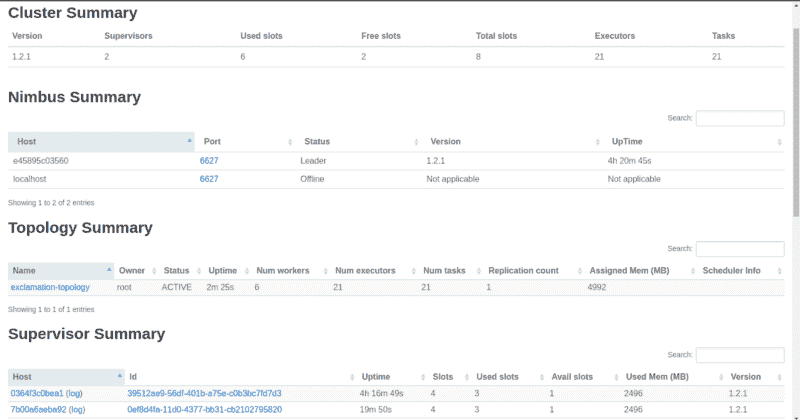 Cluster Summary
Version Supervisors Used slots Free slots Total slots Executors Tasks
1.2.1 2 6 2 8 21 21
Nimbus Summary
Search:
Host Port Status Version UpTime
e45895c03560 6627 Leader 1.2.1 4h 20m 45s
localhost 6627 Offline Not applicable Not applicable
Showing 1 to 2 of 2 entries
Topology Summary
Search:
Name Owner Status Uptime Num workers Num executors Num tasks Replication count Assigned Mem (MB) Scheduler Info
exclamation-topology root ACTIVE 2m 25s 6 21 21 1 4992
Showing 1 to 1 of 1 entries
Supervisor Summary
Search:
Host Id Uptime Slots Used slots Avail slots Used Mem (MB) Version
0364f3c0bea1 (log) 39512ae9-56df-401b-a75e-c0b3bc7fd7d3 4h 16m 49s 4 3 1 2496 1.2.1
7b00a6aeba92 (log) 0ef8d4fa-11d0-4377-bb31-cb2102795820 19m 50s 4 3 1 2496 1.2.1